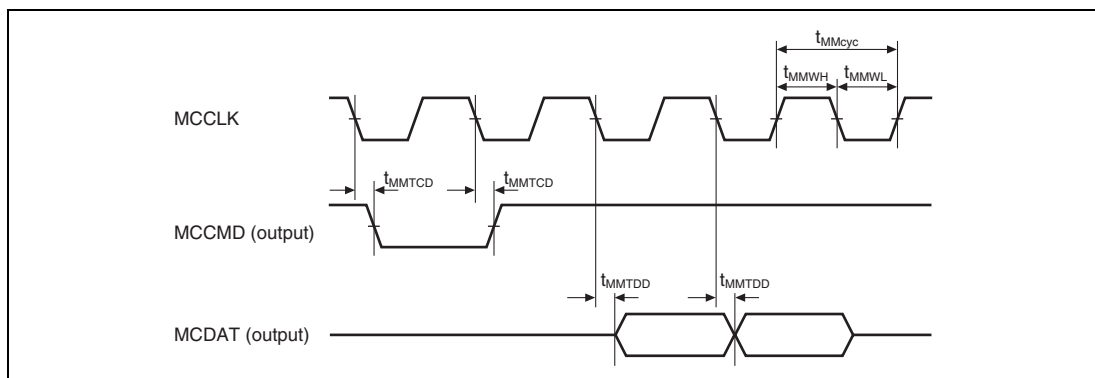 tMMcyc
tMMWH tMMWL
MCCLK
tMMTCD tMMTCD
MCCMD (output)
tMMTDD tMMTDD
MCDAT (output)